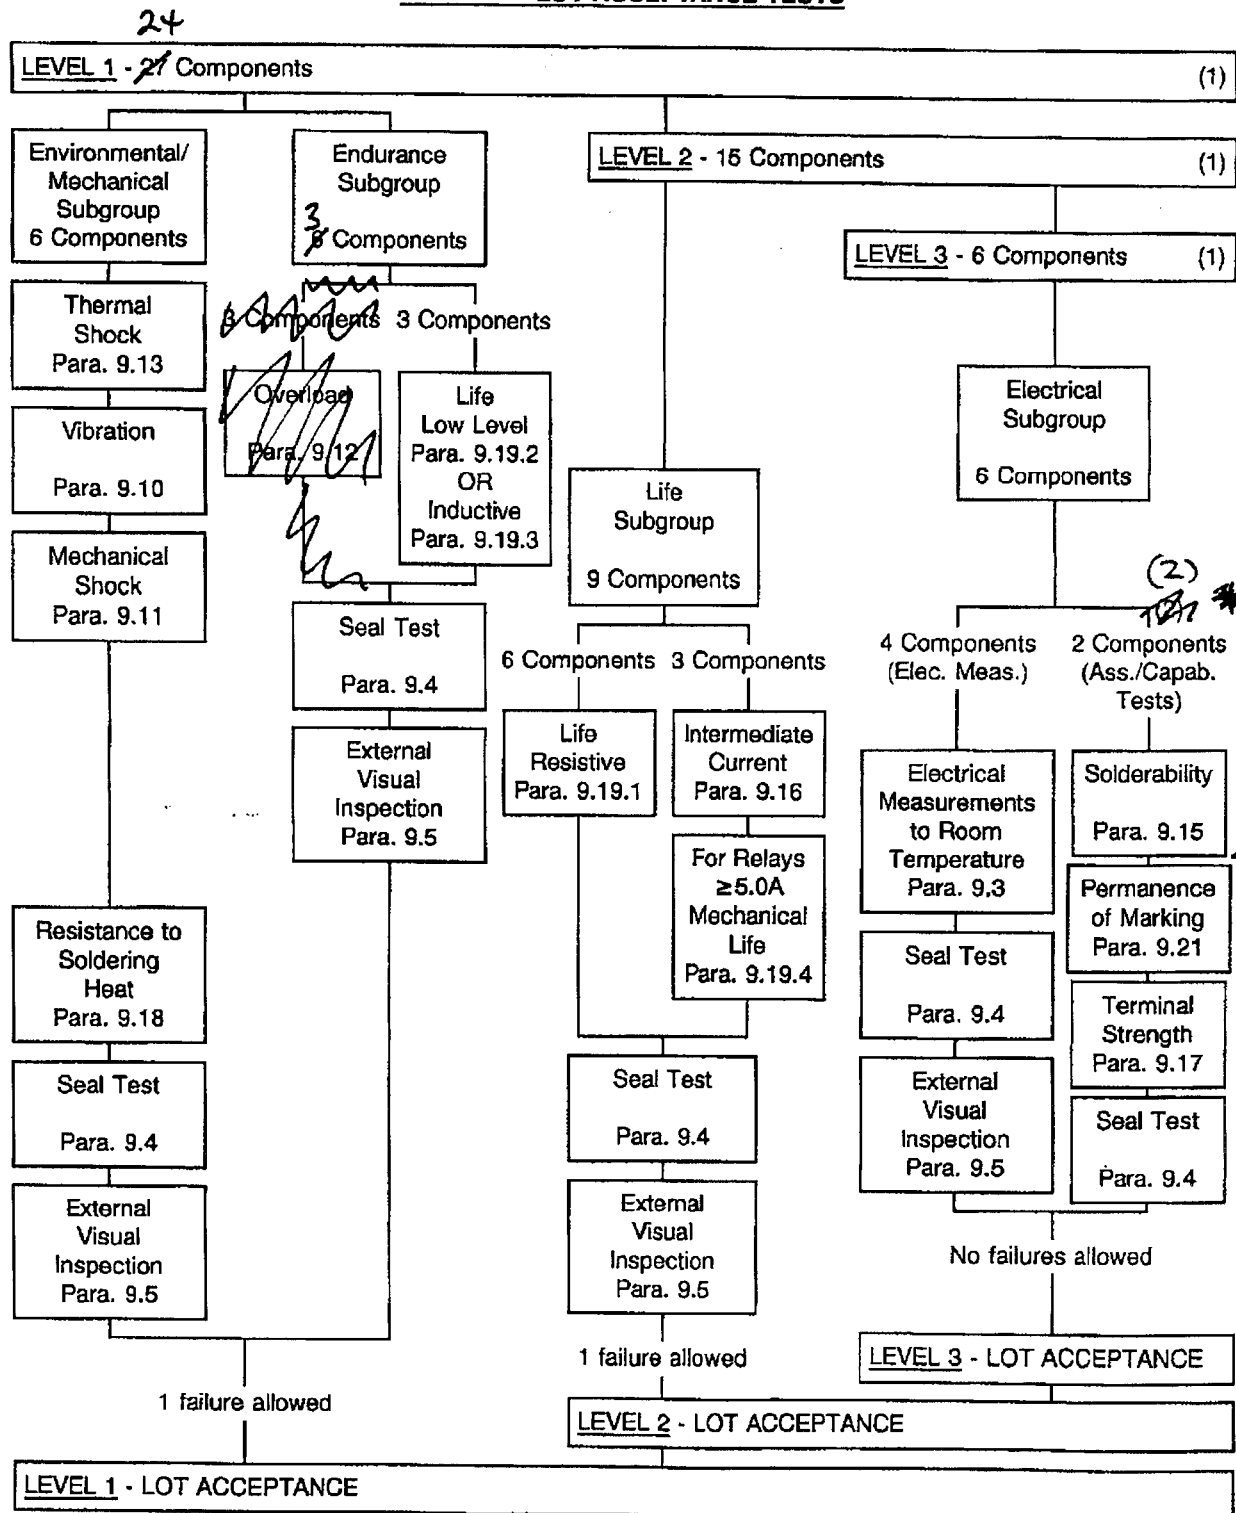 24
LEVEL 1 - 27 Components (1)
Environmental/
Mechanical
Subgroup
6 Components
Endurance
Subgroup
3
6 Components
LEVEL 2 - 15 Components (1)
LEVEL 3 - 6 Components (1)
Thermal
Shock
Para. 9.13
3 Components
3 Components
Overload
Para. 9.12
Life
Low Level
Para. 9.19.2
OR
Inductive
Para. 9.19.3
Electrical
Subgroup
6 Components
Vibration
Para. 9.10
Life
Subgroup
9 Components
Mechanical
Shock
Para. 9.11
(2)
Seal Test
Para. 9.4
6 Components
3 Components
4 Components
(Elec. Meas.)
2 Components
(Ass./Capab.
Tests)
External
Visual
Inspection
Para. 9.5
Life
Resistive
Para. 9.19.1
Intermediate
Current
Para. 9.16
Electrical
Measurements
to Room
Temperature
Para. 9.3
Solderability
Para. 9.15
For Relays
≥5.0A
Mechanical
Life
Para. 9.19.4
Permanence
of Marking
Para. 9.21
Resistance to
Soldering
Heat
Para. 9.18
Seal Test
Para. 9.4
Terminal
Strength
Para. 9.17
Seal Test
Para. 9.4
Seal Test
Para. 9.4
External
Visual
Inspection
Para. 9.5
Seal Test
Para. 9.4
External
Visual
Inspection
Para. 9.5
External
Visual
Inspection
Para. 9.5
No failures allowed
1 failure allowed
LEVEL 3 - LOT ACCEPTANCE
1 failure allowed
LEVEL 2 - LOT ACCEPTANCE
LEVEL 1 - LOT ACCEPTANCE